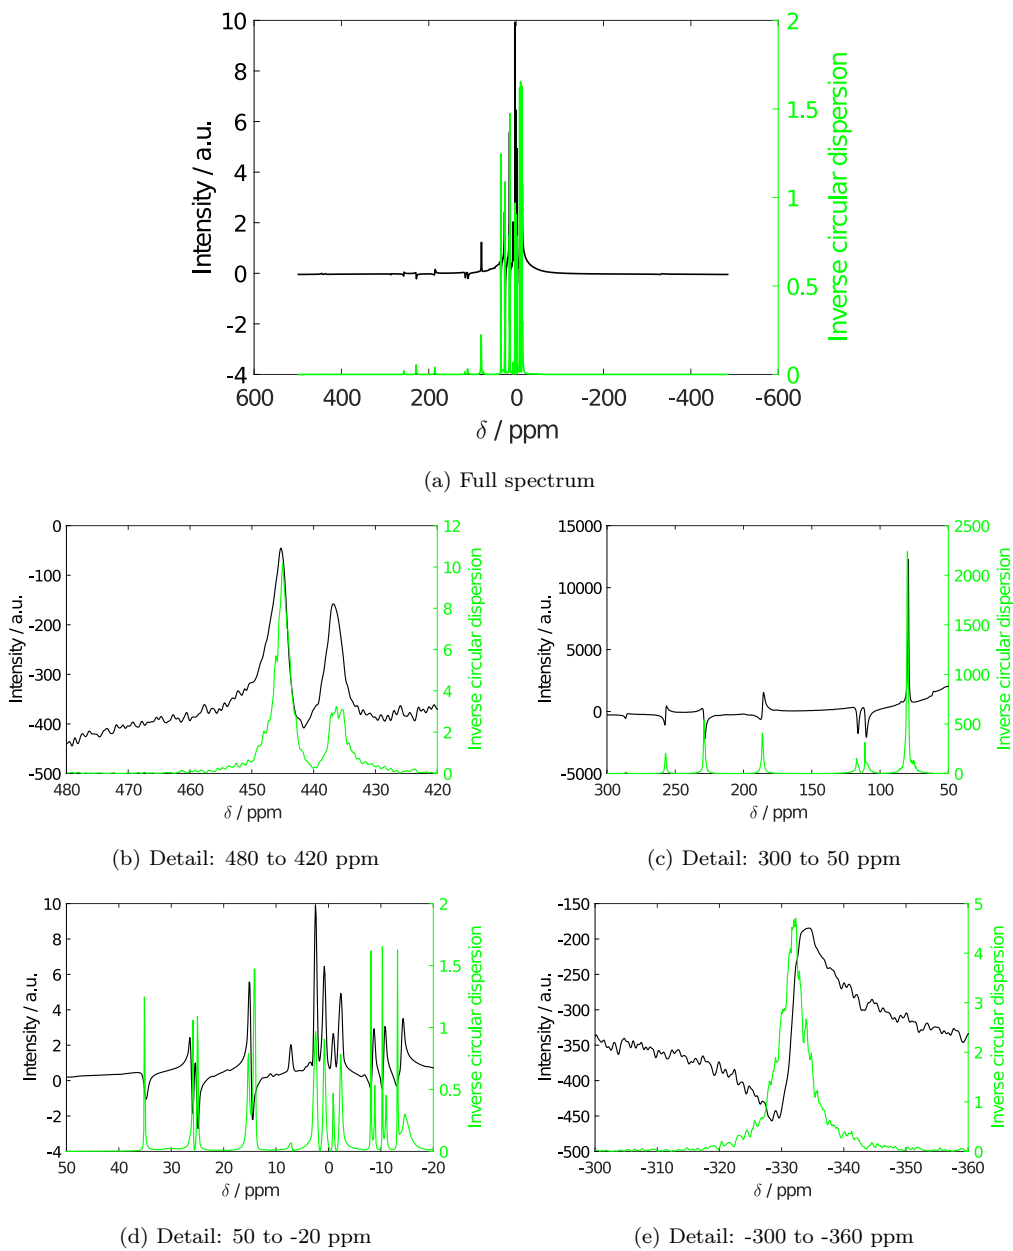 10
8
6
4
2
0
-2
-4
2
1.5
1
0.5
0
600 400 200 0 -200 -400 -600
Intensity / a.u.
Inverse circular dispersion
δ / ppm
(a) Full spectrum
0
-100
-200
-300
-400
-500
12
10
8
6
4
2
0
480 470 460 450 440 430 420
Intensity / a.u.
Inverse circular dispersion
δ / ppm
(b) Detail: 480 to 420 ppm
15000
10000
5000
0
-5000
2500
2000
1500
1000
500
0
300 250 200 150 100 50
Intensity / a.u.
Inverse circular dispersion
δ / ppm
(c) Detail: 300 to 50 ppm
10
8
6
4
2
0
-2
-4
2
1.5
1
0.5
0
50 40 30 20 10 0 -10 -20
Intensity / a.u.
Inverse circular dispersion
δ / ppm
(d) Detail: 50 to -20 ppm
-150
-200
-250
-300
-350
-400
-450
-500
5
4
3
2
1
0
-300 -310 -320 -330 -340 -350 -360
Intensity / a.u.
Inverse circular dispersion
δ / ppm
(e) Detail: -300 to -360 ppm